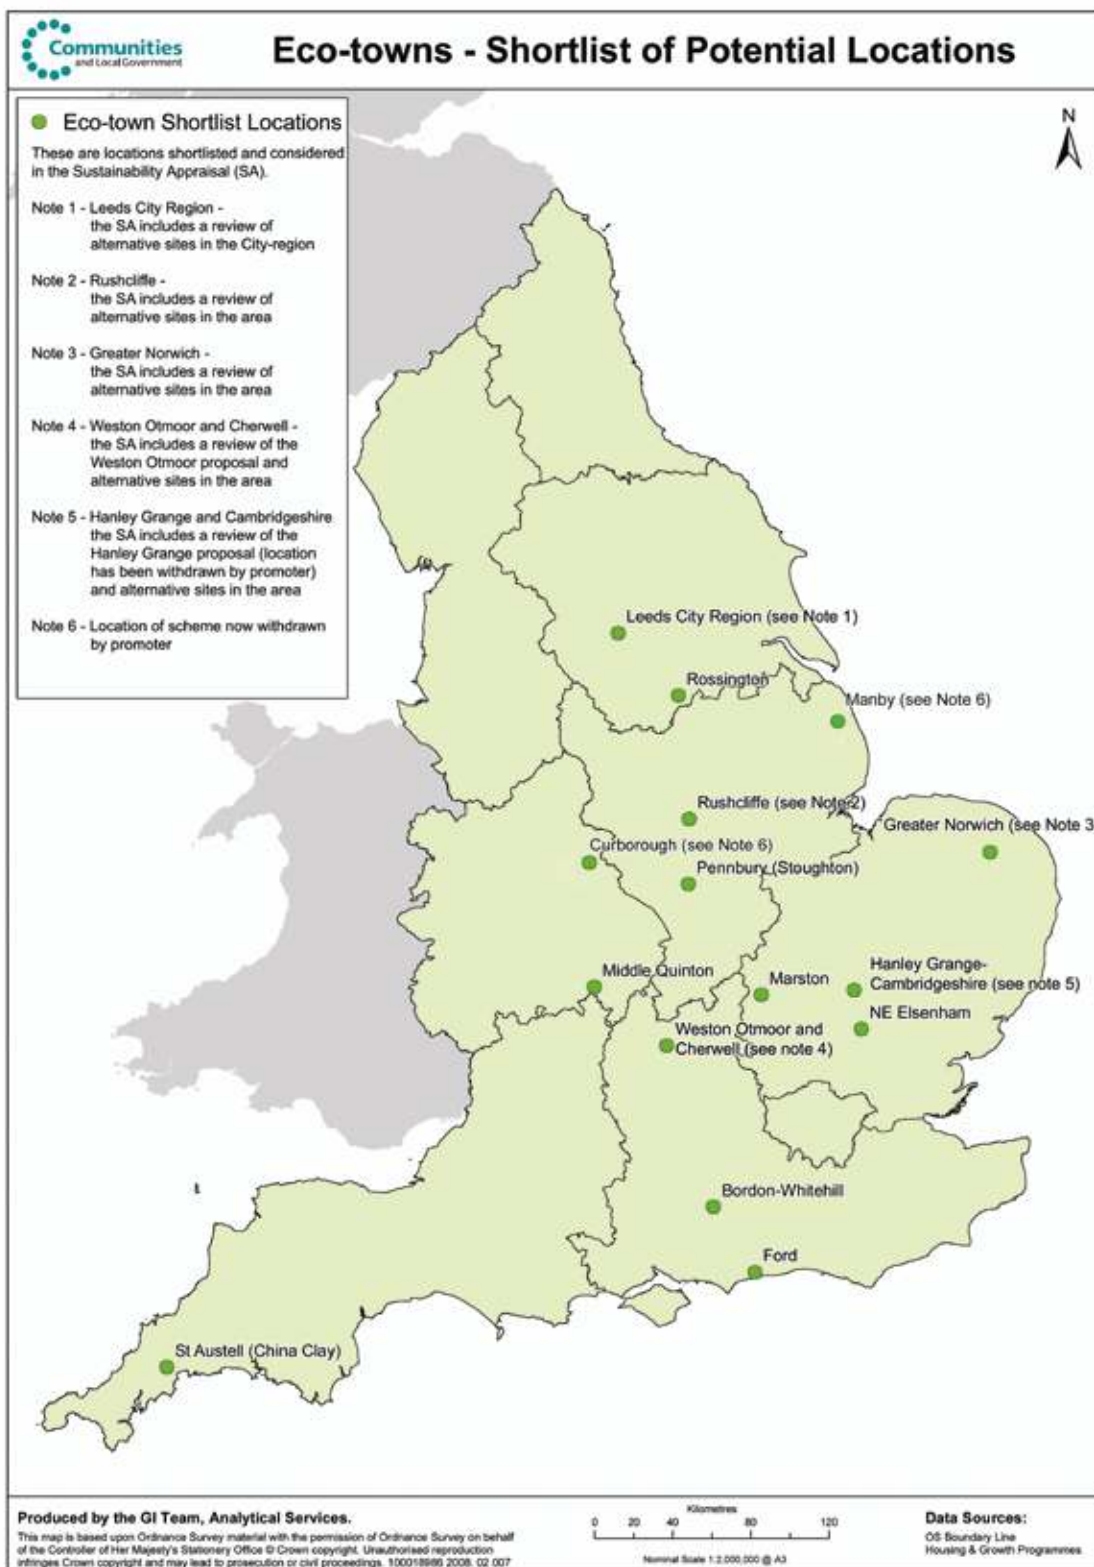 Communities
and Local Government
Eco-towns - Shortlist of Potential Locations
Eco-town Shortlist Locations
These are locations shortlisted and considered
in the Sustainability Appraisal (SA).
Note 1 - Leeds City Region -
the SA includes a review of
alternative sites in the City-region
Note 2 - Rushcliffe -
the SA includes a review of
alternative sites in the area
Note 3 - Greater Norwich -
the SA includes a review of
alternative sites in the area
Note 4 - Weston Otmoor and Cherwell -
the SA includes a review of the
Weston Otmoor proposal and
alternative sites in the area
Note 5 - Hanley Grange and Cambridgeshire
the SA includes a review of the
Hanley Grange proposal (location
has been withdrawn by promoter)
and alternative sites in the area
Note 6 - Location of scheme now withdrawn
by promoter
N
Leeds City Region (see Note 1)
Rossington
Manby (see Note 6)
Rushcliffe (see Note 2)
Greater Norwich (see Note 3
Curborough (see Note 6)
Pennbury (Stoughton)
Middle Quinton
Marston
Hanley Grange-
Cambridgeshire (see note 5)
NE Elsenham
Weston Otmoor and
Cherwell (see note 4)
Bordon-Whitehill
Ford
St Austell (China Clay)
Produced by the GI Team, Analytical Services.
This map is based upon Ordnance Survey material with the permission of Ordnance Survey on behalf
of the Controller of Her Majesty's Stationery Office © Crown copyright. Unauthorised reproduction
infringes Crown copyright and may lead to prosecution or civil proceedings. 100018986 2008. 02 007
Kilometres
0 20 40 60 80 120
Nominal Scale 1:2,000,000 @ A3
Data Sources:
OS Boundary Line
Housing & Growth Programmes